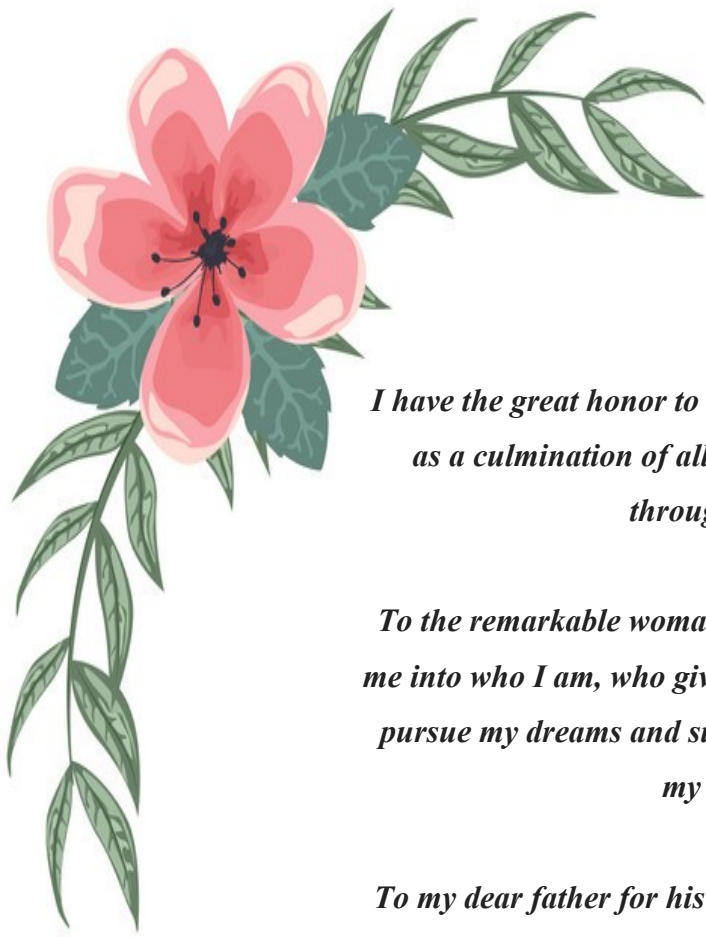 I have the great honor to
as a culmination of all
throug
To the remarkable woma
me into who I am, who giv
pursue my dreams and su
my
To my dear father for his